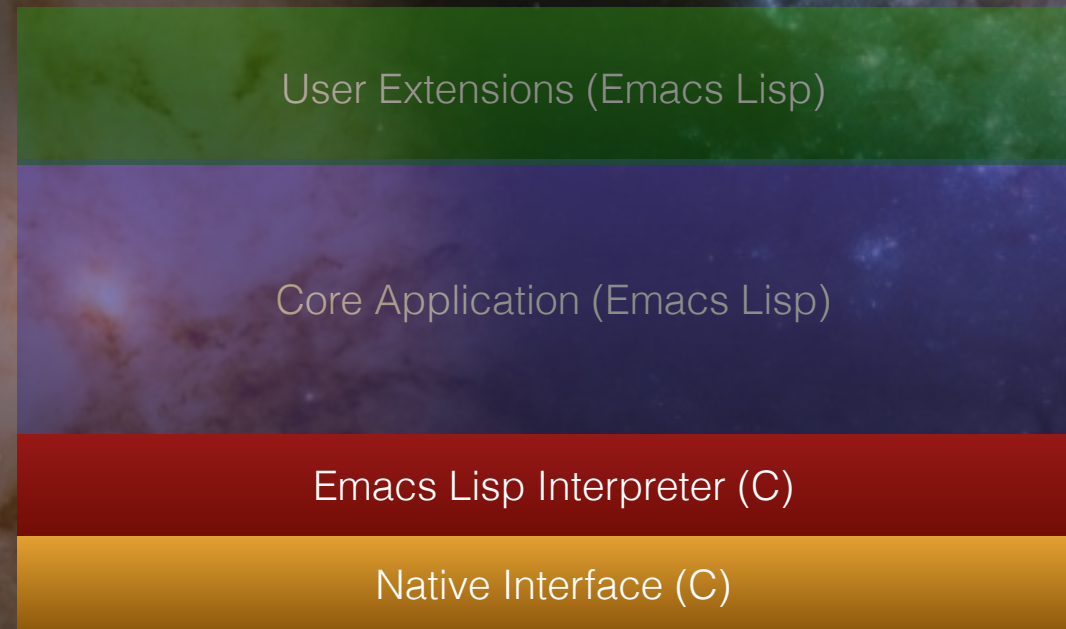 User Extensions (Emacs Lisp)
Core Application (Emacs Lisp)
Emacs Lisp Interpreter (C)
Native Interface (C)